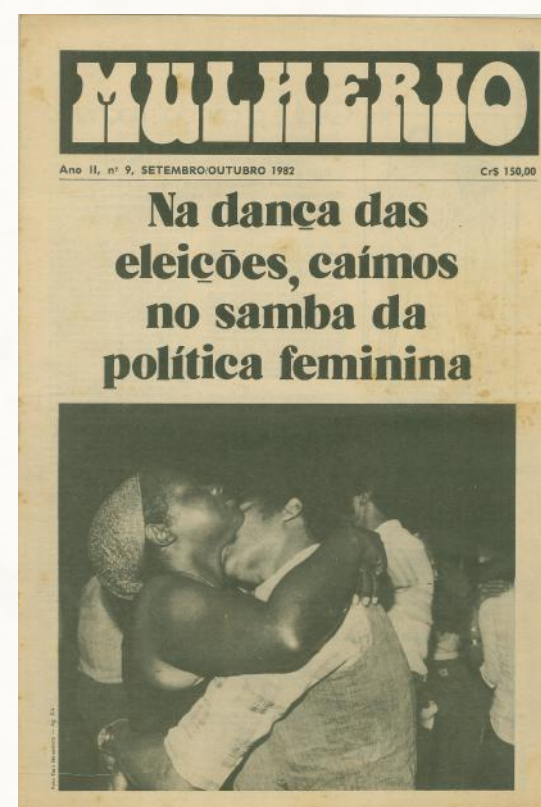 MULHERIO
Ano II, nº 9, SETEMBRO/OUTUBRO 1982 Cr$ 150,00
Na dança das
eleições, caímos
no samba da
política feminina